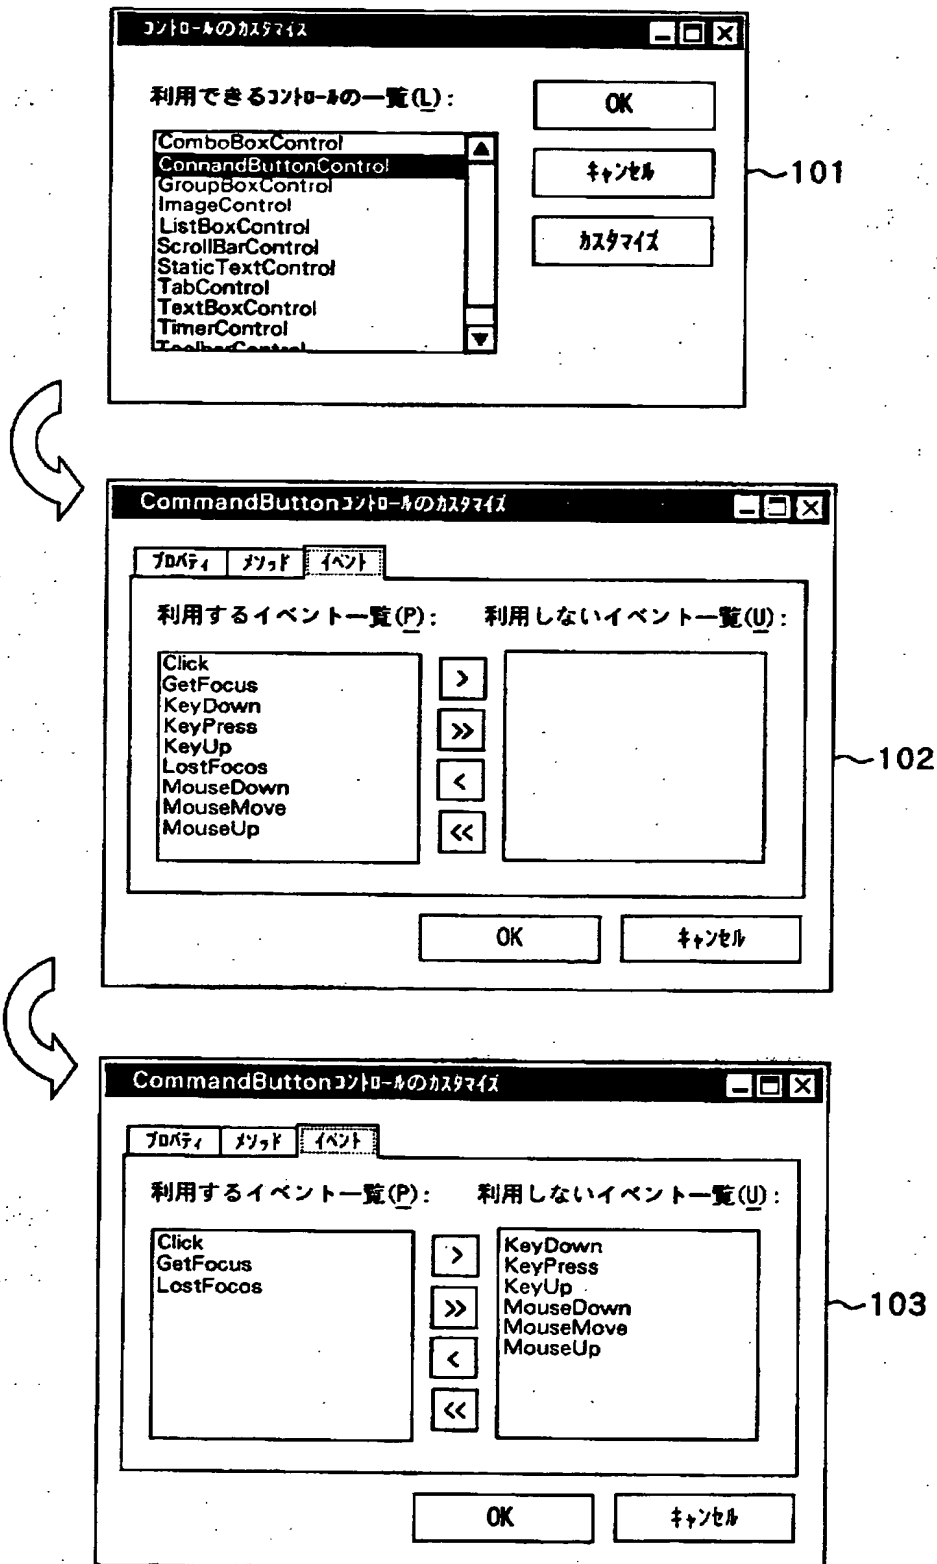 コントロールのカスタマイズ
利用できるコントロールの一覧(L):
OK
ComboBoxControl
ConnandButtonControl
キャンセル
101
GroupBoxControl
ImageControl
ListBoxControl
カスタマイズ
ScrollBarControl
StaticTextControl
TabControl
TextBoxControl
TimerControl
ToolbarControl
CommandButtonコントロールのカスタマイズ
プロパティ メソッド イベント
利用するイベント一覧(P): 利用しないイベント一覧(U):
Click
GetFocus
>
KeyDown
KeyPress
>>
KeyUp
LostFocos
102
MouseDown
<
MouseMove
MouseUp
<<
OK キャンセル
CommandButtonコントロールのカスタマイズ
プロパティ メソッド イベント
利用するイベント一覧(P): 利用しないイベント一覧(U):
Click
GetFocus
LostFocos
>
>>
<
<<
KeyDown
KeyPress
KeyUp
MouseDown
MouseMove
MouseUp
103
OK キャンセル